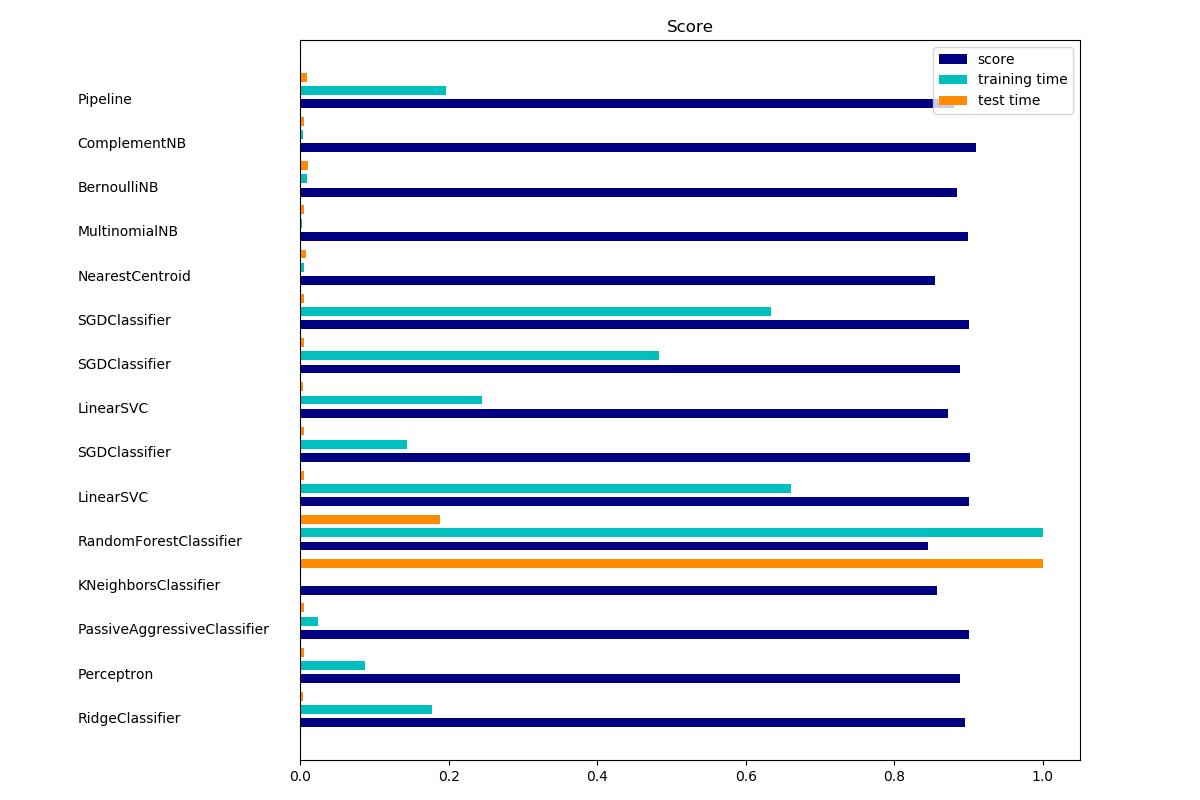 Score
score
training time
test time
Pipeline
ComplementNB
BernoulliNB
MultinomialNB
NearestCentroid
SGDClassifier
SGDClassifier
LinearSVC
SGDClassifier
LinearSVC
RandomForestClassifier
KNeighborsClassifier
PassiveAggressiveClassifier
Perceptron
RidgeClassifier
0.0 0.2 0.4 0.6 0.8 1.0